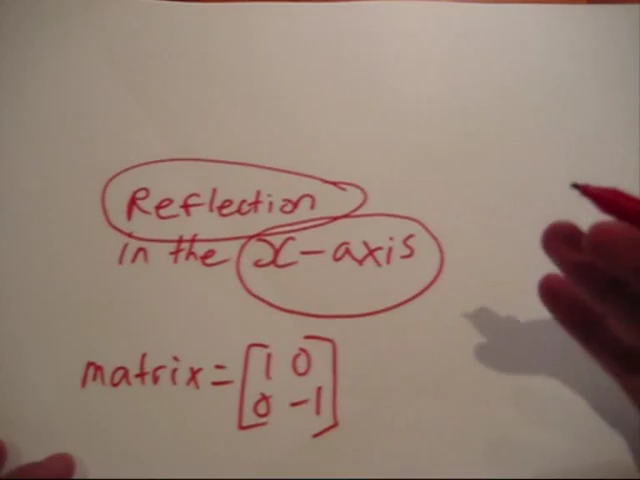 Reflection
in the x-axis
matrix = [1 0
0 -1]